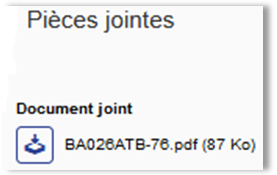 Pièces jointes
Document joint
BA026ATB-76.pdf (87 Ko)